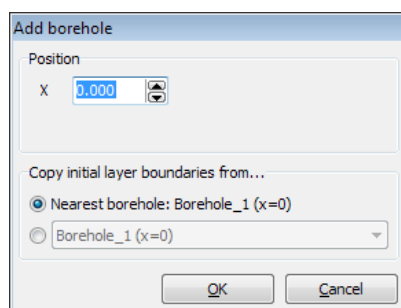 Add borehole
Position
X 0.000
Copy initial layer boundaries from...
Nearest borehole: Borehole_1 (x=0)
Borehole_1 (x=0)
OK Cancel